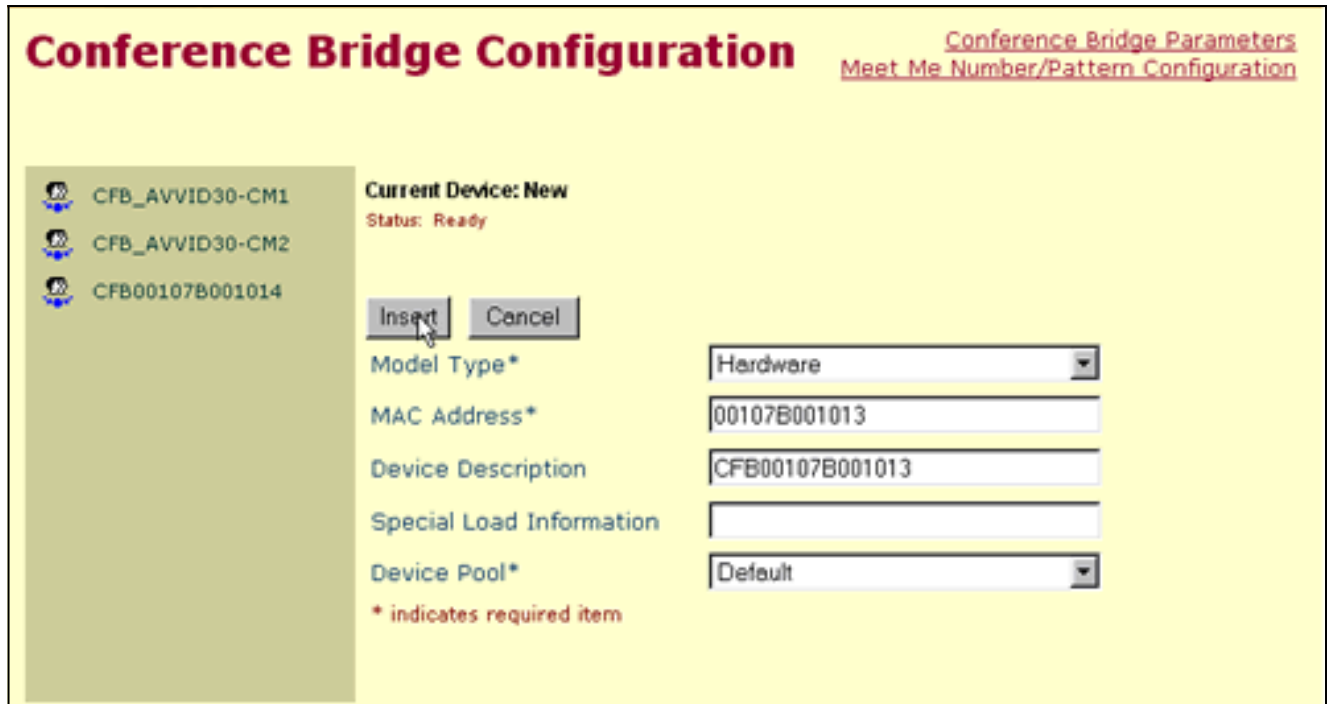 Conference Bridge Configuration
Conference Bridge Parameters
Meet Me Number/Pattern Configuration
CFB_AVVID30-CM1
CFB_AVVID30-CM2
CFB00107B001014
Current Device: New
Status: Ready
Insert Cancel
Model Type* Hardware
MAC Address* 00107B001013
Device Description CFB00107B001013
Special Load Information
Device Pool* Default
* indicates required item